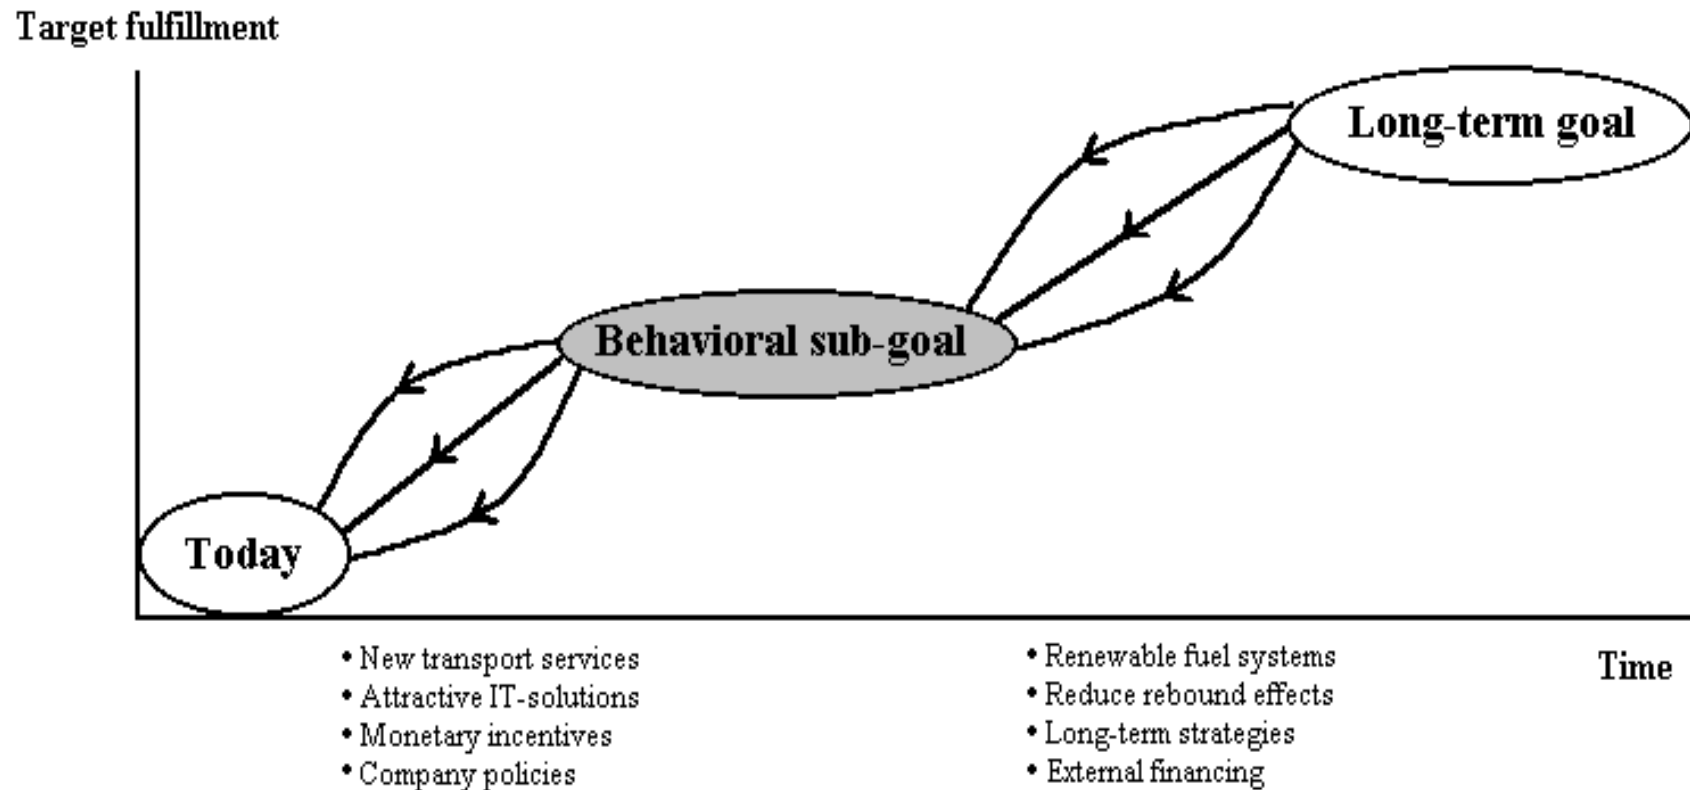 Target fulfillment
Long-term goal
Behavioral sub-goal
Today
• New transport services
• Attractive IT-solutions
• Monetary incentives
• Company policies
• Renewable fuel systems
• Reduce rebound effects
• Long-term strategies
• External financing
Time